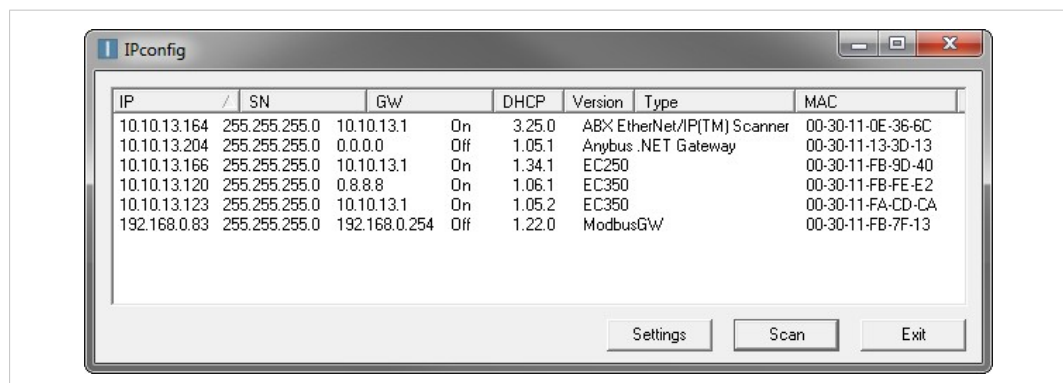 IPconfig
IP SN GW DHCP Version Type MAC
10.10.13.164 255.255.255.0 10.10.13.1 On 3.25.0 ABX EtherNet/IP(TM) Scanner 00-30-11-0E-36-6C
10.10.13.204 255.255.255.0 0.0.0.0 Off 1.05.1 Anybus .NET Gateway 00-30-11-13-3D-13
10.10.13.166 255.255.255.0 10.10.13.1 On 1.34.1 EC250 00-30-11-FB-9D-40
10.10.13.120 255.255.255.0 0.8.8.8 On 1.06.1 EC350 00-30-11-FB-FE-E2
10.10.13.123 255.255.255.0 10.10.13.1 On 1.05.2 EC350 00-30-11-FA-CD-CA
192.168.0.83 255.255.255.0 192.168.0.254 Off 1.22.0 ModbusGW 00-30-11-FB-7F-13
Settings Scan Exit